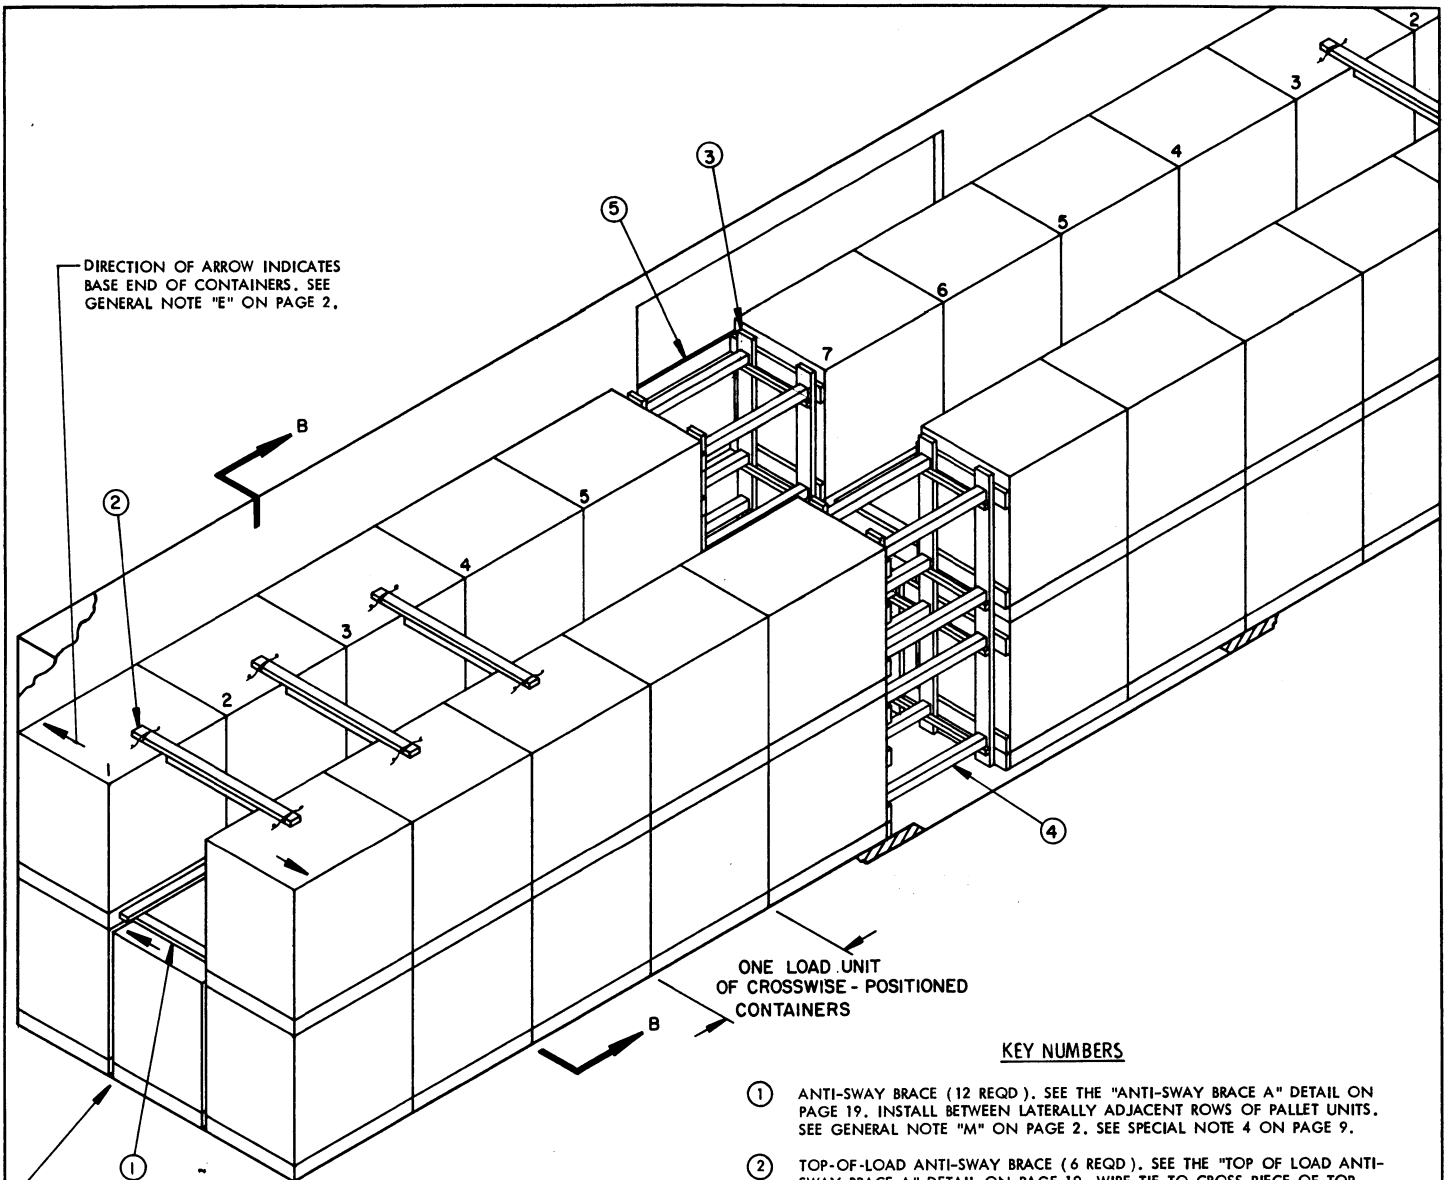 2
3
4
3
5
5
DIRECTION OF ARROW INDICATES
BASE END OF CONTAINERS. SEE
GENERAL NOTE "E" ON PAGE 2.
6
7
B
2
5
4
3
2
1
4
ONE LOAD UNIT
OF CROSSWISE - POSITIONED
CONTAINERS
B
1
KEY NUMBERS
1 ANTI-SWAY BRACE (12 REQD). SEE THE "ANTI-SWAY BRACE A" DETAIL ON
PAGE 19. INSTALL BETWEEN LATERALLY ADJACENT ROWS OF PALLET UNITS.
SEE GENERAL NOTE "M" ON PAGE 2. SEE SPECIAL NOTE 4 ON PAGE 9.
2 TOP-OF-LOAD ANTI-SWAY BRACE (6 REQD). SEE THE "TOP OF LOAD ANTI-